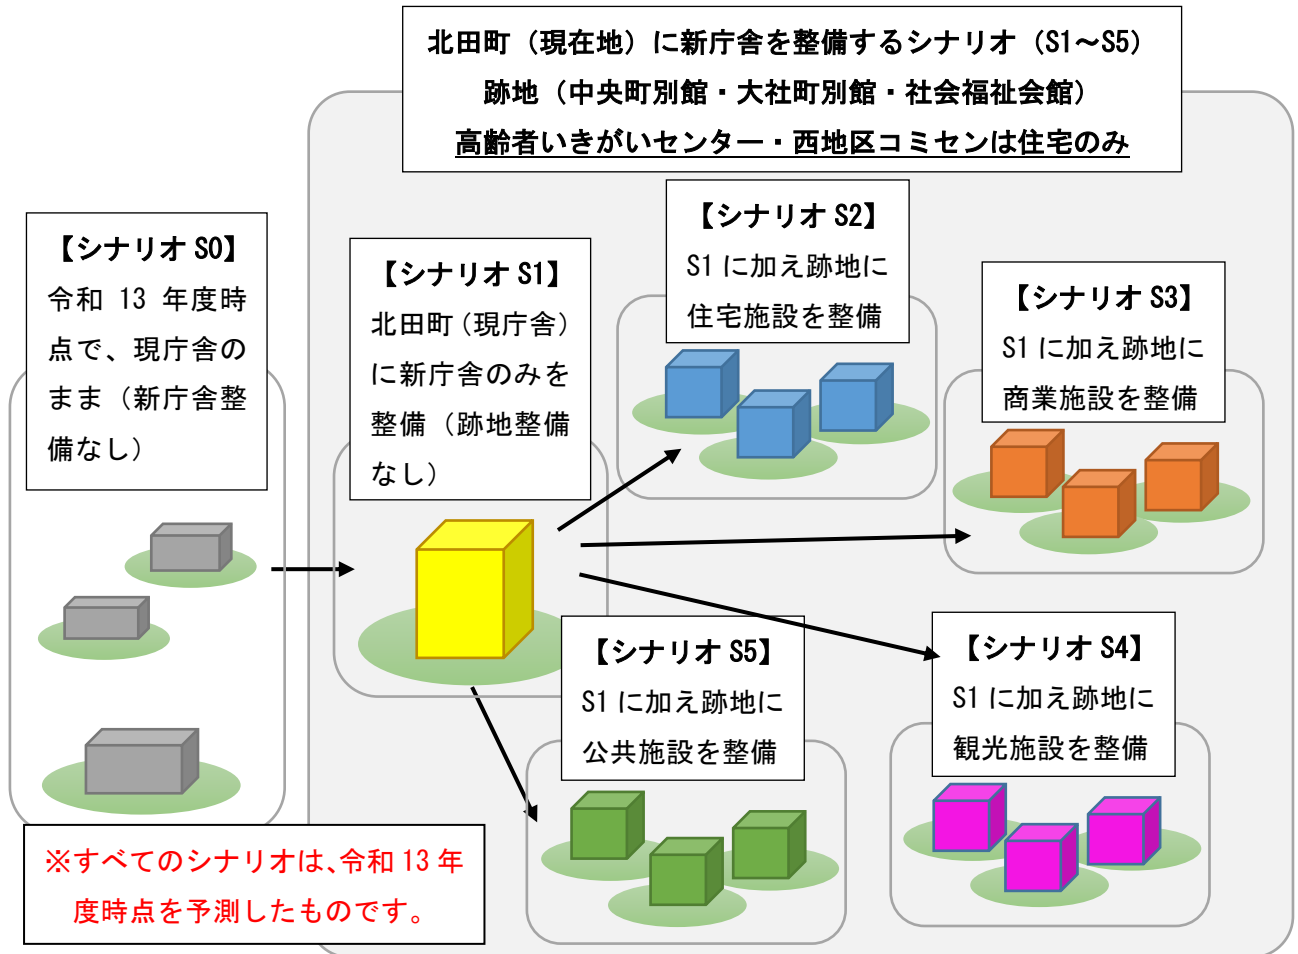 北田町（現在地）に新庁舎を整備するシナリオ（S1～S5）
跡地（中央町別館・大社町別館・社会福祉会館）
高齢者いきがいセンター・西地区コミセンは住宅のみ
【シナリオ S0】
令和 13 年度時
点で、現庁舎の
まま（新庁舎整
備なし）
【シナリオ S1】
北田町（現庁舎）
に新庁舎のみを
整備（跡地整備
なし）
【シナリオ S2】
S1 に加え跡地に
住宅施設を整備
【シナリオ S3】
S1 に加え跡地に
商業施設を整備
【シナリオ S5】
S1 に加え跡地に
公共施設を整備
【シナリオ S4】
S1 に加え跡地に
観光施設を整備
※すべてのシナリオは、令和 13 年
度時点を予測したものです。